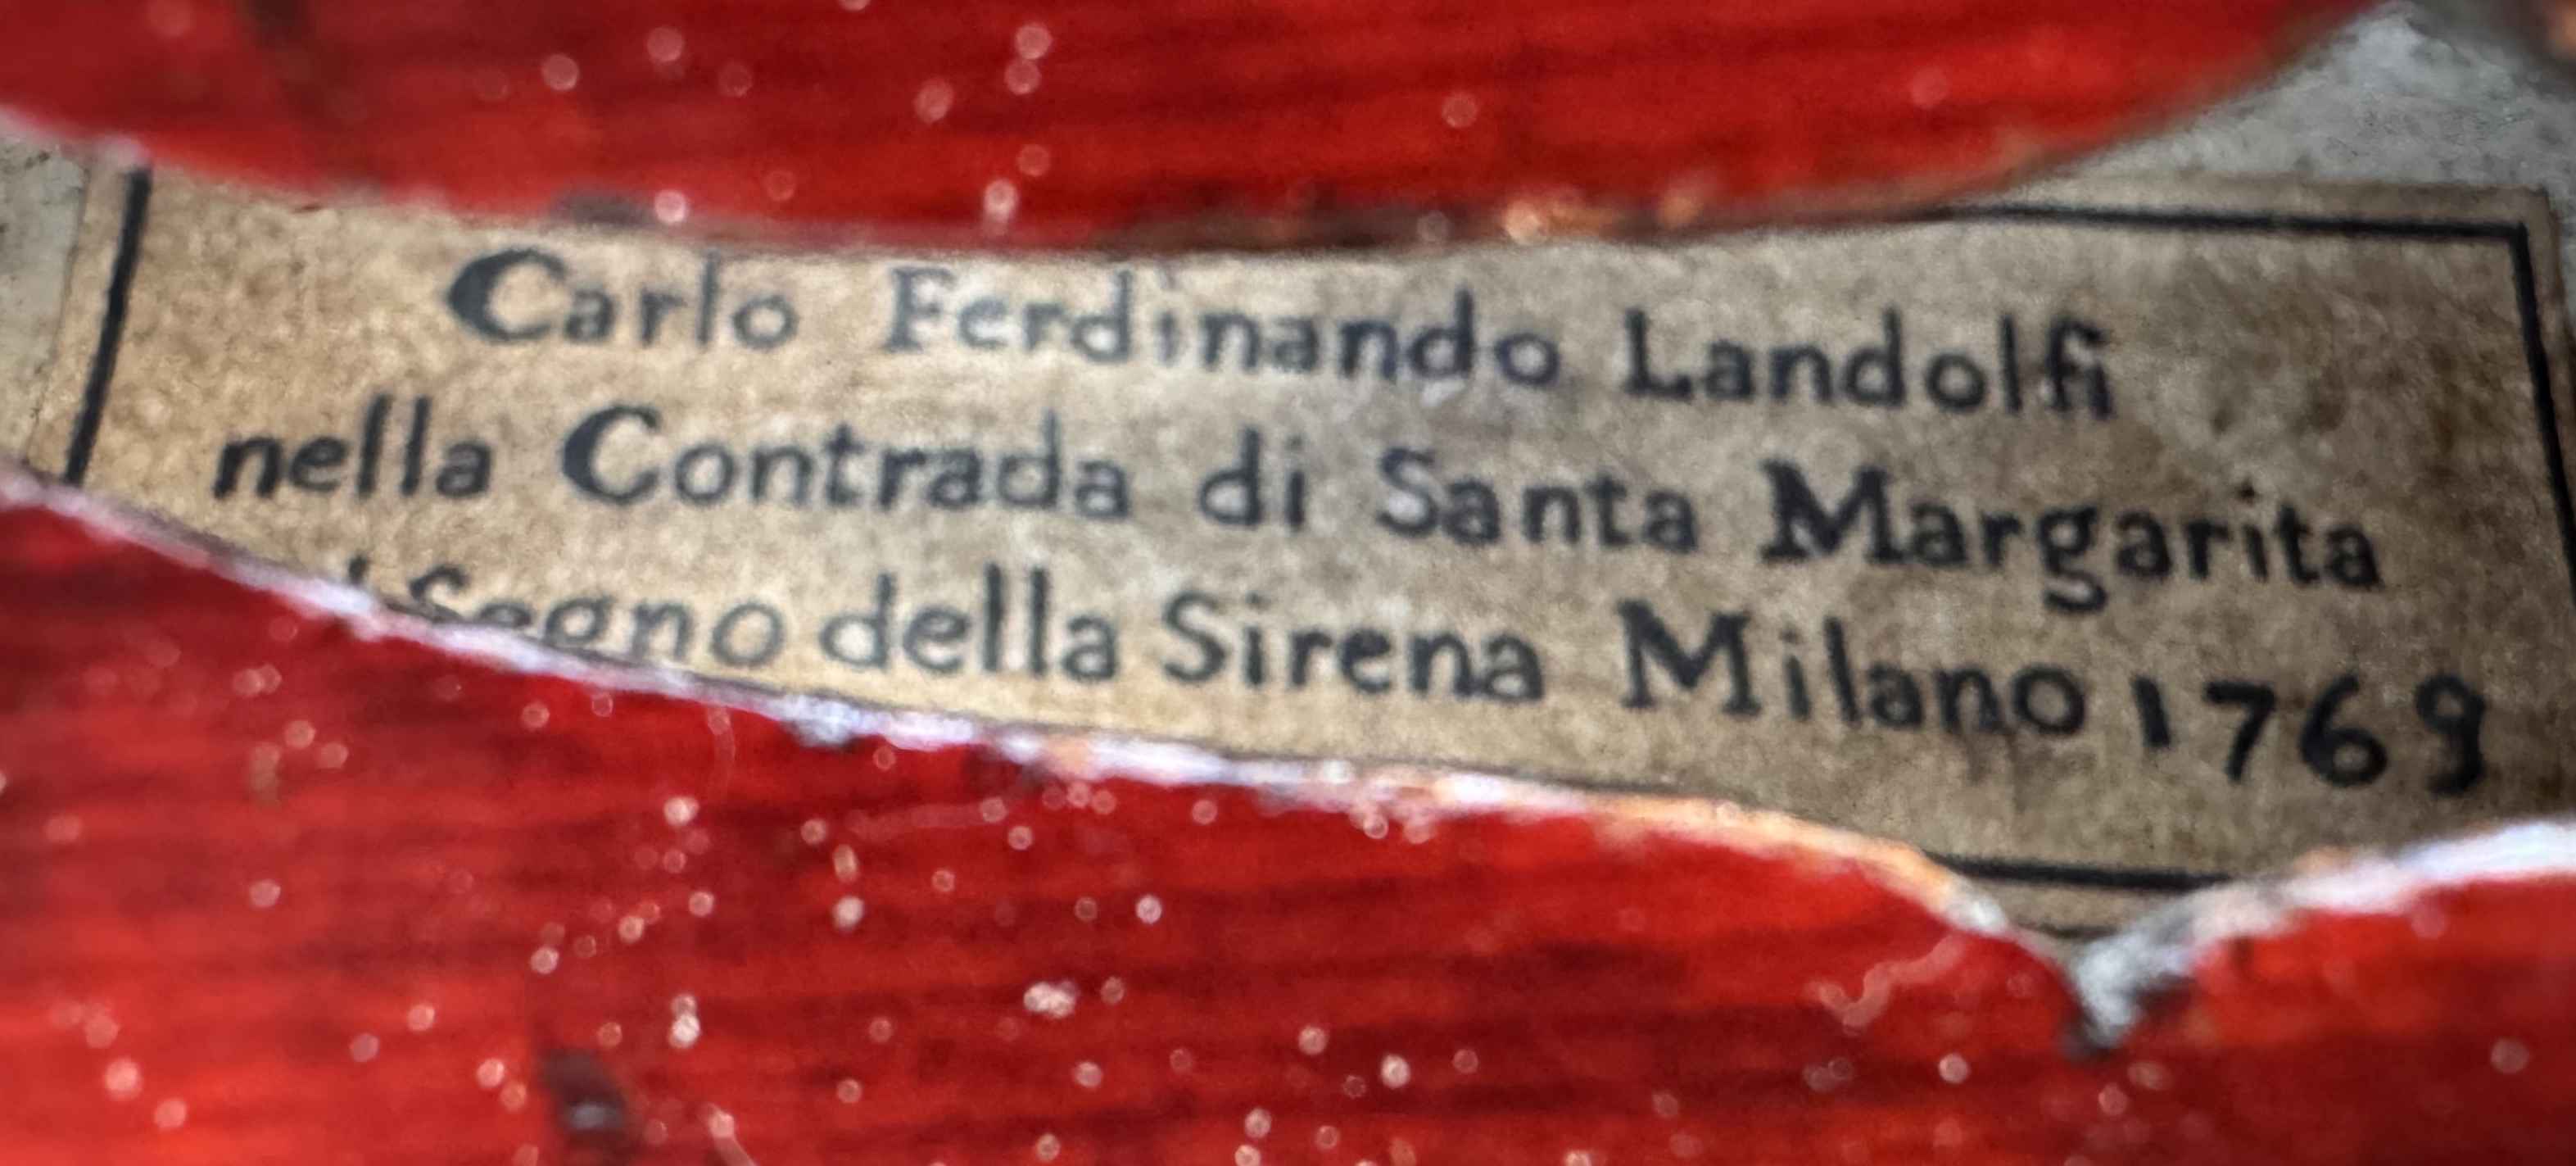 Carlo Ferdinando Landolfi
nella Contrada di Santa Margarita
Segno della Sirena Milano 1769